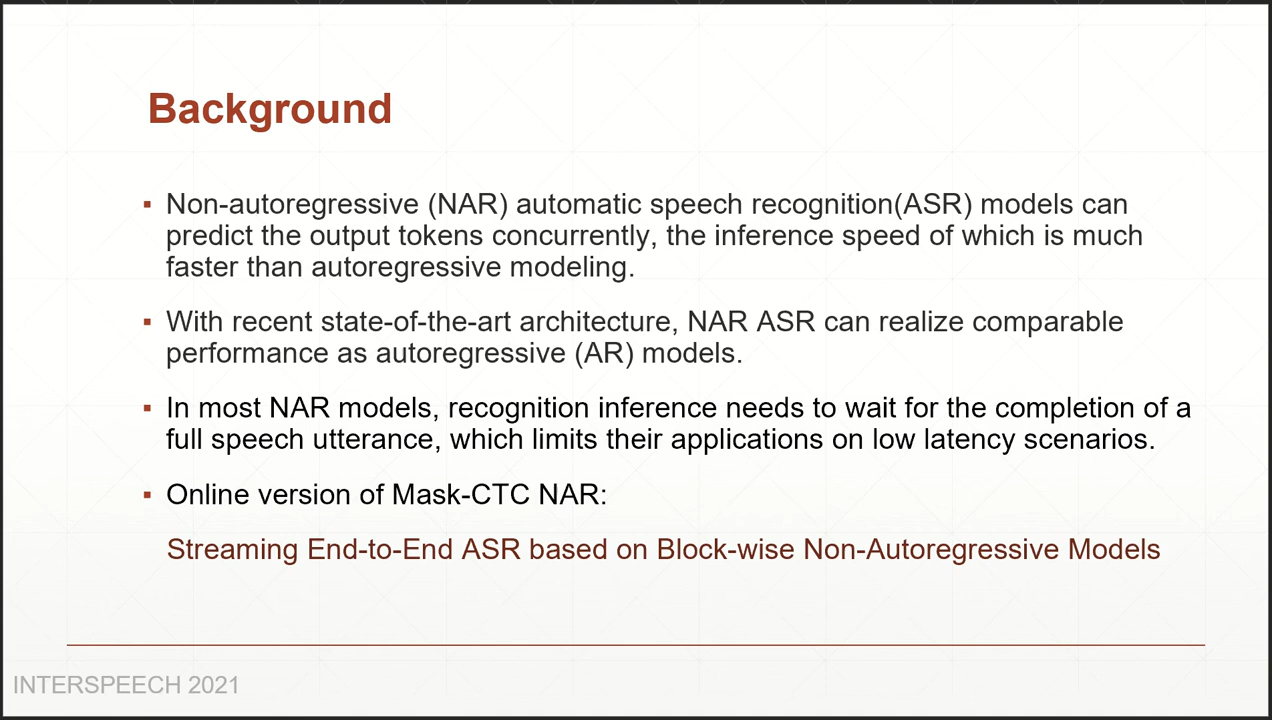 Background
▪ Non-autoregressive (NAR) automatic speech recognition(ASR) models can
predict the output tokens concurrently, the inference speed of which is much
faster than autoregressive modeling.
▪ With recent state-of-the-art architecture, NAR ASR can realize comparable
performance as autoregressive (AR) models.
▪ In most NAR models, recognition inference needs to wait for the completion of a
full speech utterance, which limits their applications on low latency scenarios.
▪ Online version of Mask-CTC NAR:
Streaming End-to-End ASR based on Block-wise Non-Autoregressive Models
INTERSPEECH 2021